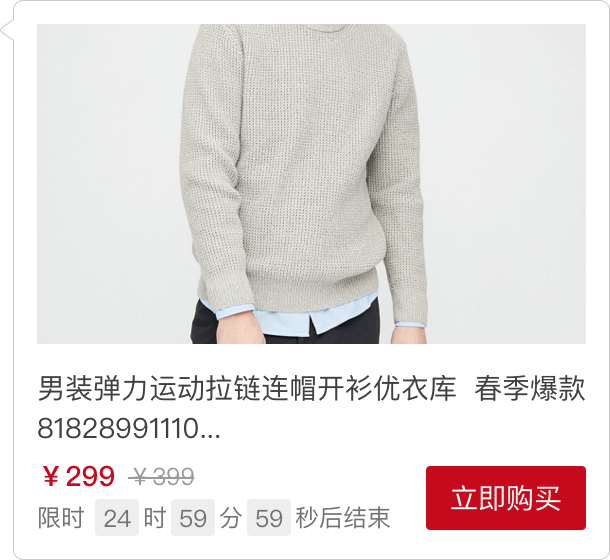 男装弹力运动拉链连帽开衫优衣库 春季爆款
81828991110...
￥299 ￥399
限时 24 时 59 分 59 秒后结束
立即购买